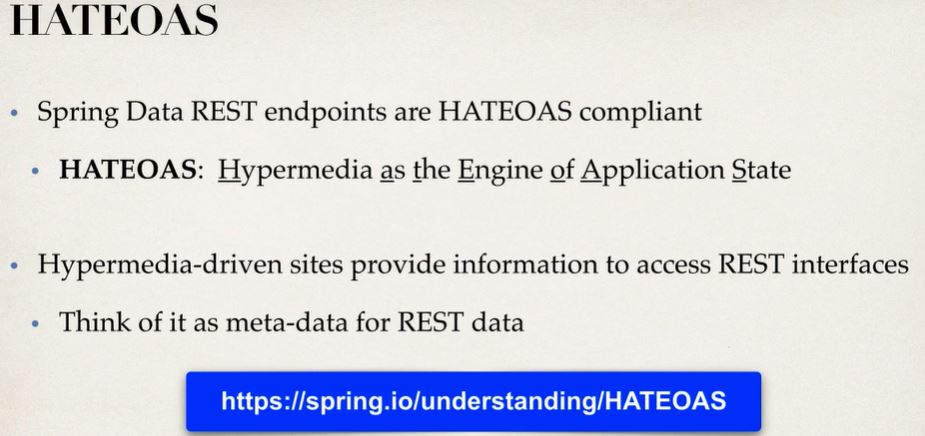 HATEOAS
• Spring Data REST endpoints are HATEOAS compliant
• HATEOAS: Hypermedia as the Engine of Application State
• Hypermedia-driven sites provide information to access REST interfaces
• Think of it as meta-data for REST data
https://spring.io/understanding/HATEOAS